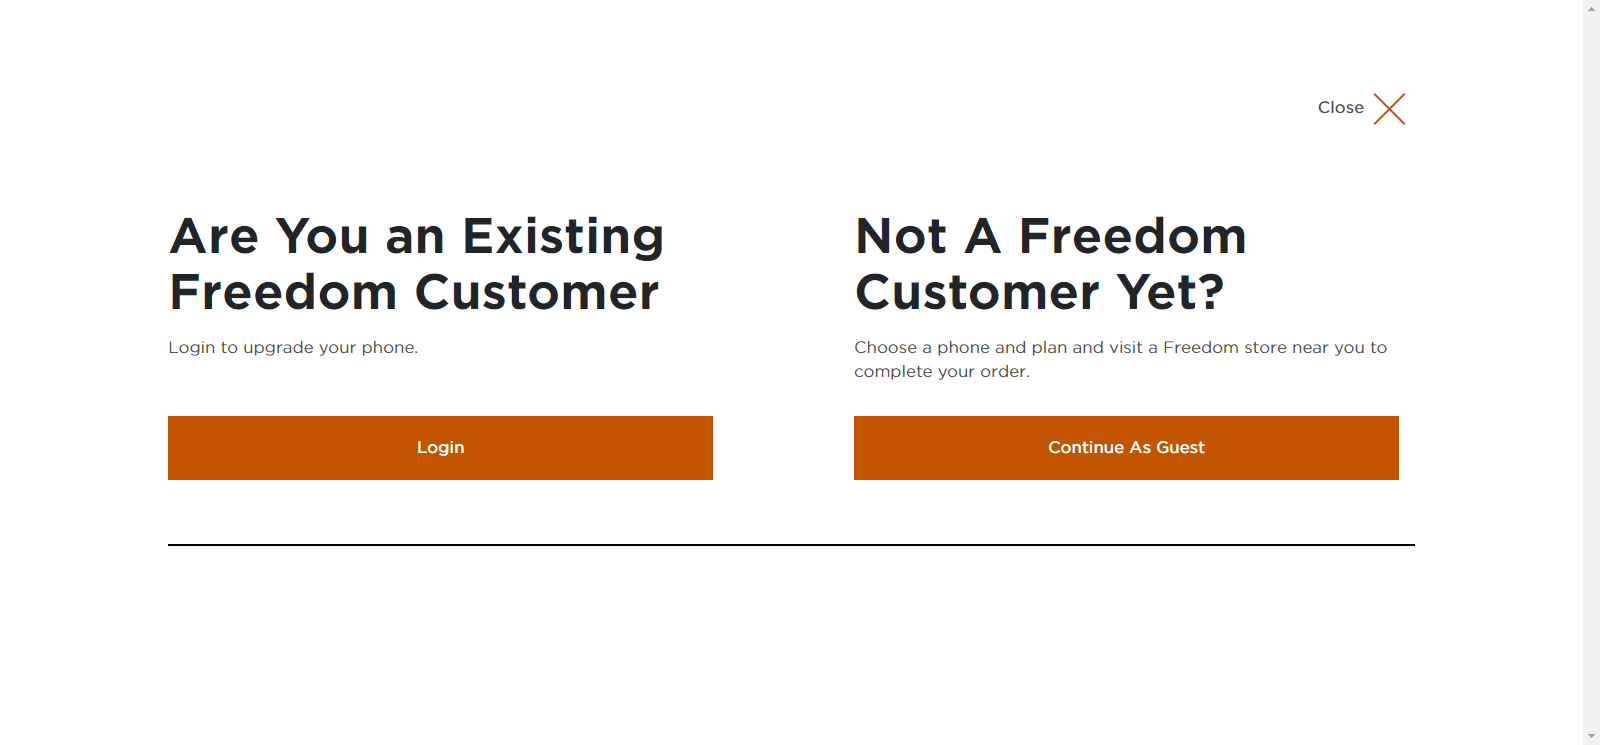 Close
Are You an Existing
Freedom Customer
Login to upgrade your phone.
Login
Not A Freedom
Customer Yet?
Choose a phone and plan and visit a Freedom store near you to
complete your order.
Continue As Guest